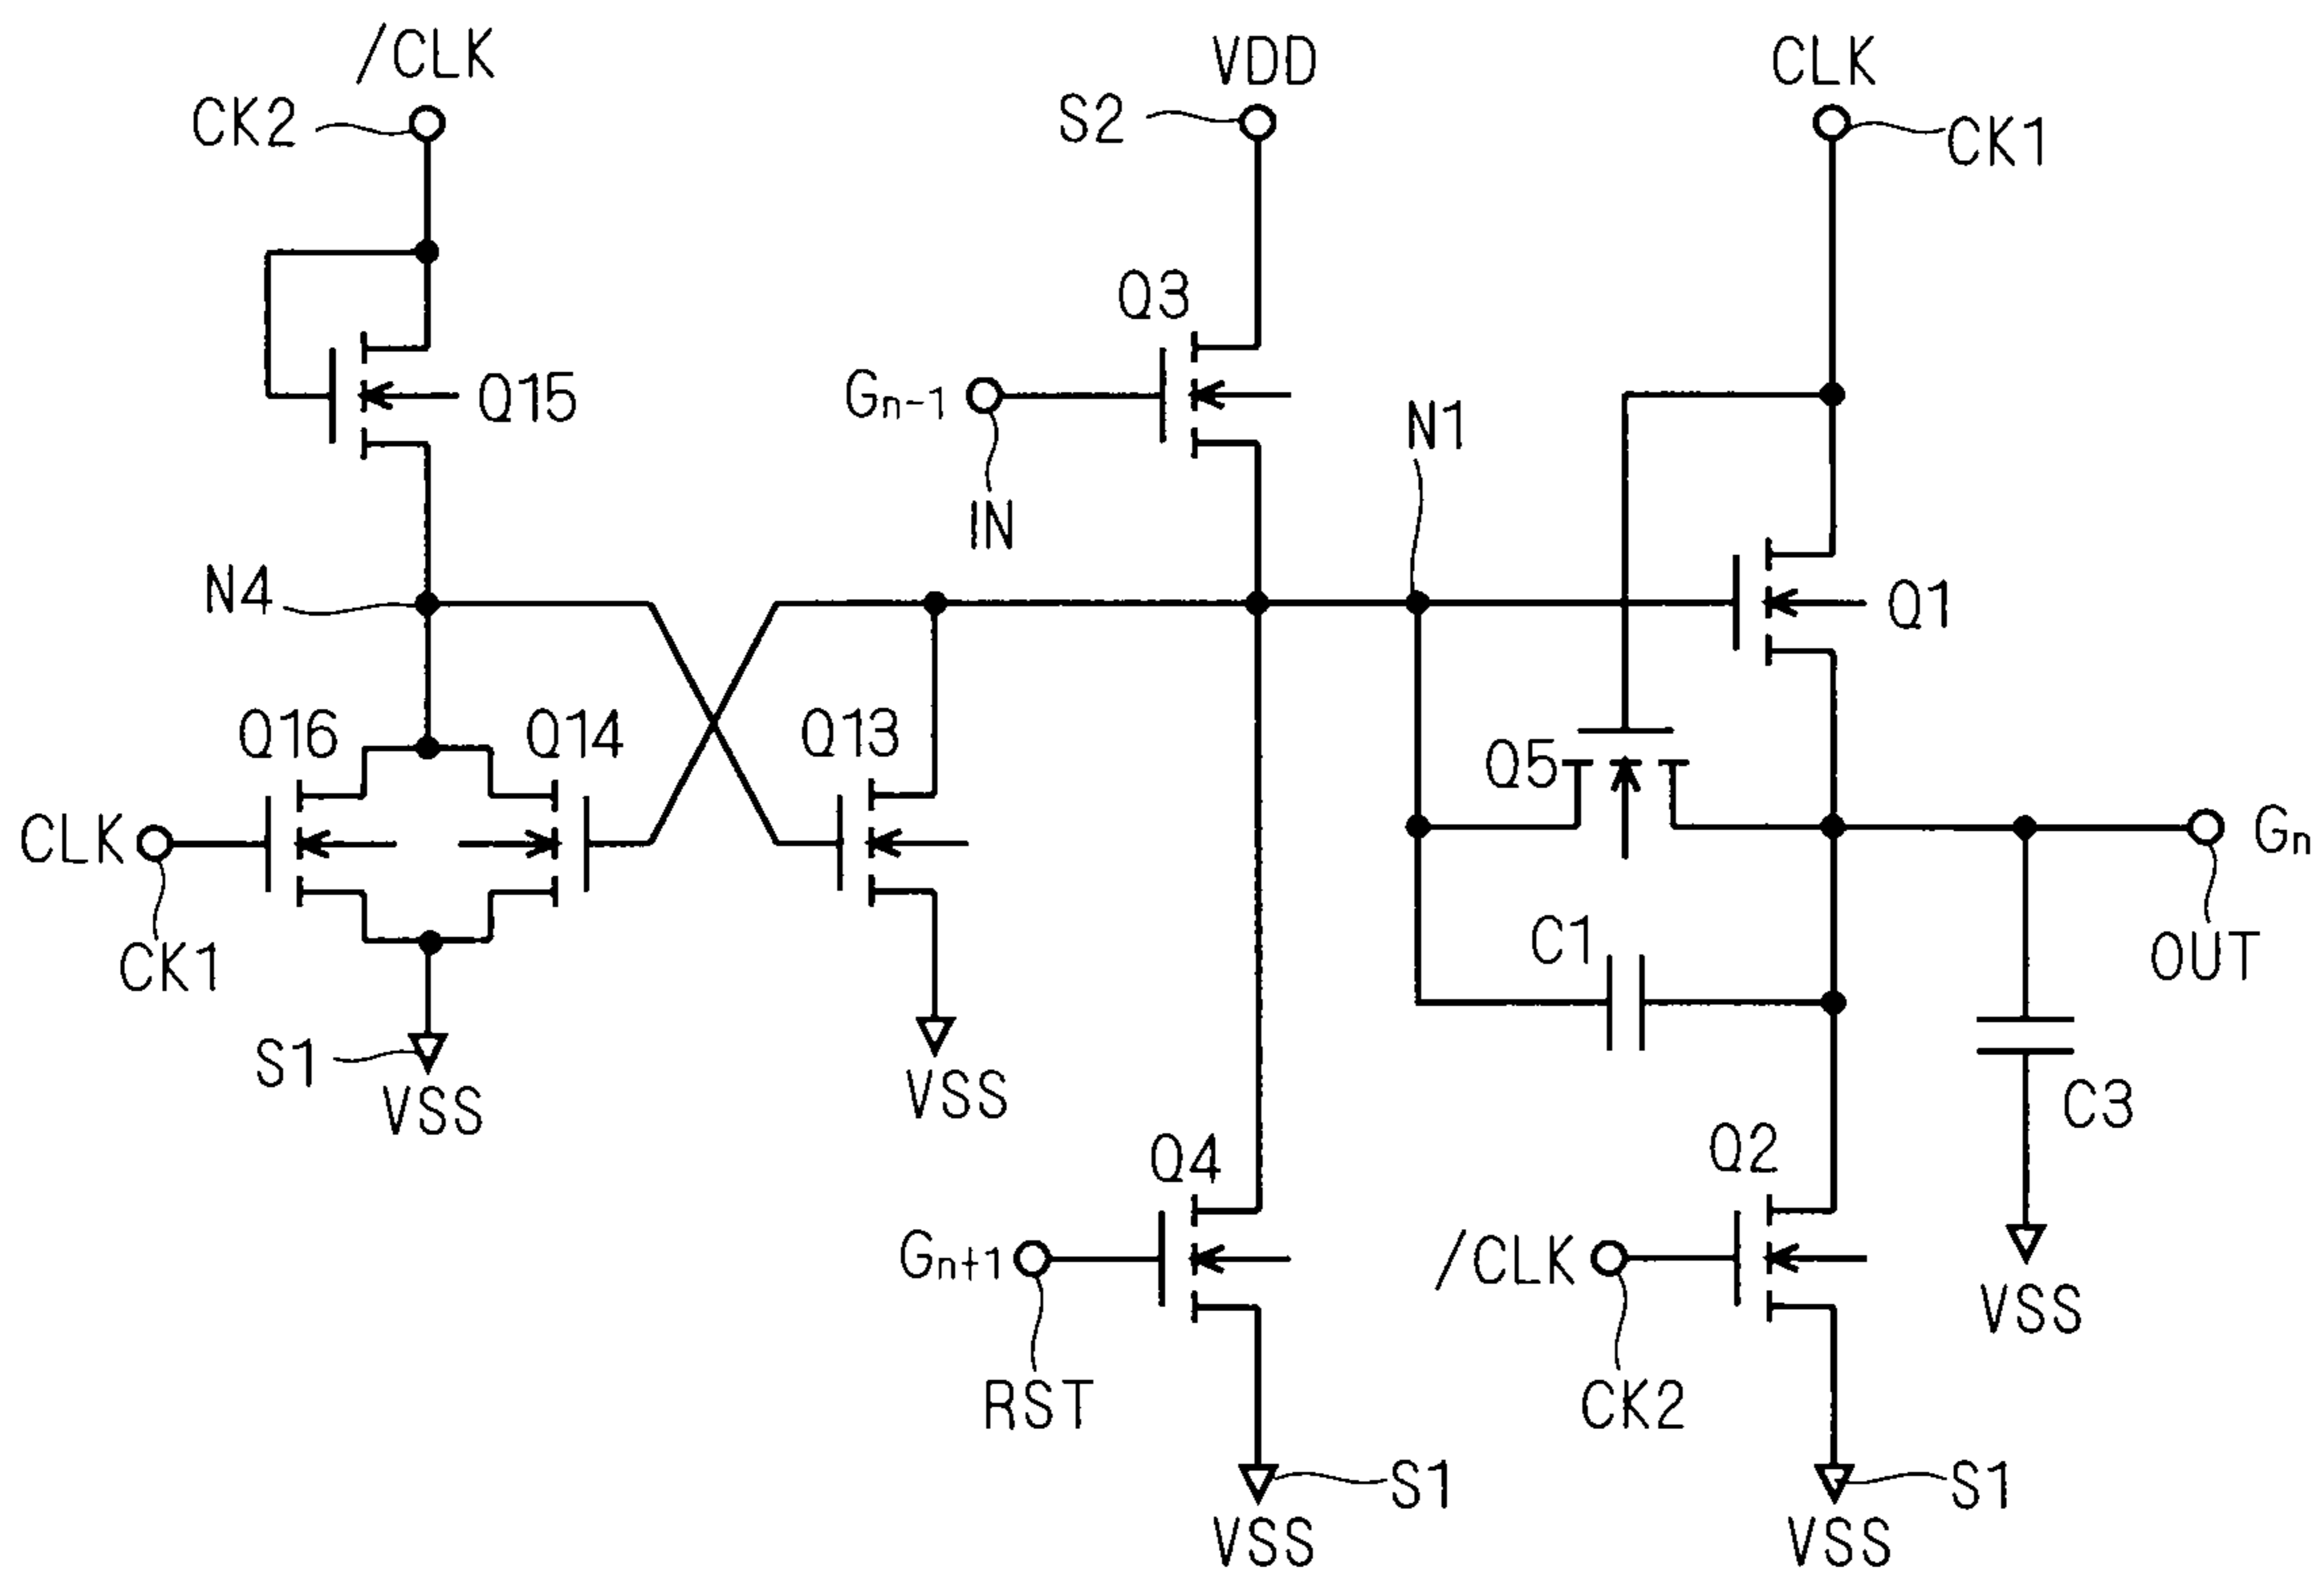 /CLK
VDD
CLK
CK2
S2
CK1
Q3
Q15
Gn-1
N1
IN
N4
Q1
Q16
Q14
Q13
Q5
CLK
Gn
C1
CK1
OUT
S1
VSS
VSS
C3
Q4
Q2
Gn+1
/CLK
VSS
RST
CK2
S1
S1
VSS
VSS